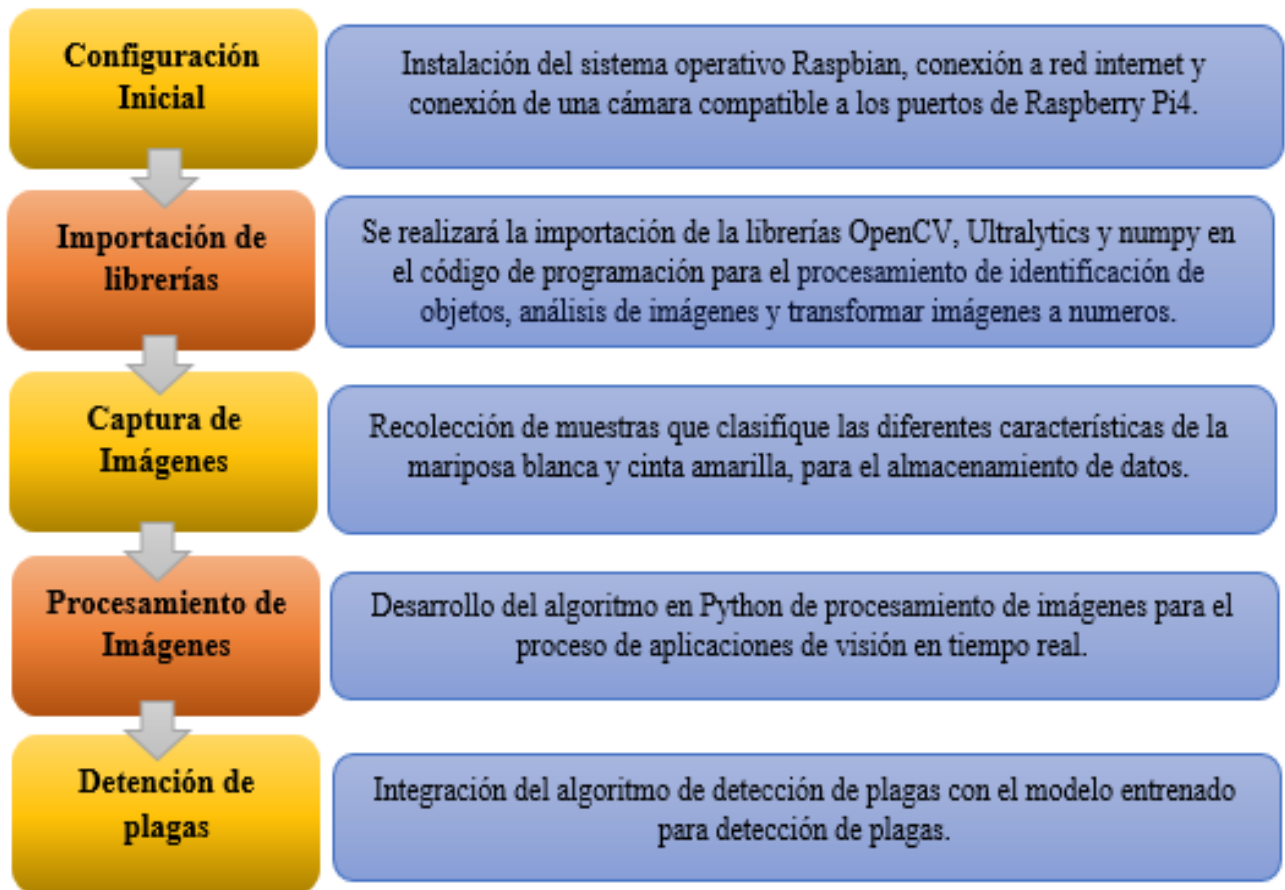 Configuración
Inicial
Instalación del sistema operativo Raspbian, conexión a red internet y
conexión de una cámara compatible a los puertos de Raspberry Pi4.
Importación de
librerías
Se realizará la importación de la librerías OpenCV, Ultralytics y numpy en
el código de programación para el procesamiento de identificación de
objetos, análisis de imágenes y transformar imágenes a numeros.
Captura de
Imágenes
Recolección de muestras que clasifique las diferentes características de la
mariposa blanca y cinta amarilla, para el almacenamiento de datos.
Procesamiento de
Imágenes
Desarrollo del algoritmo en Python de procesamiento de imágenes para el
proceso de aplicaciones de visión en tiempo real.
Detención de
plagas
Integración del algoritmo de detección de plagas con el modelo entrenado
para detección de plagas.